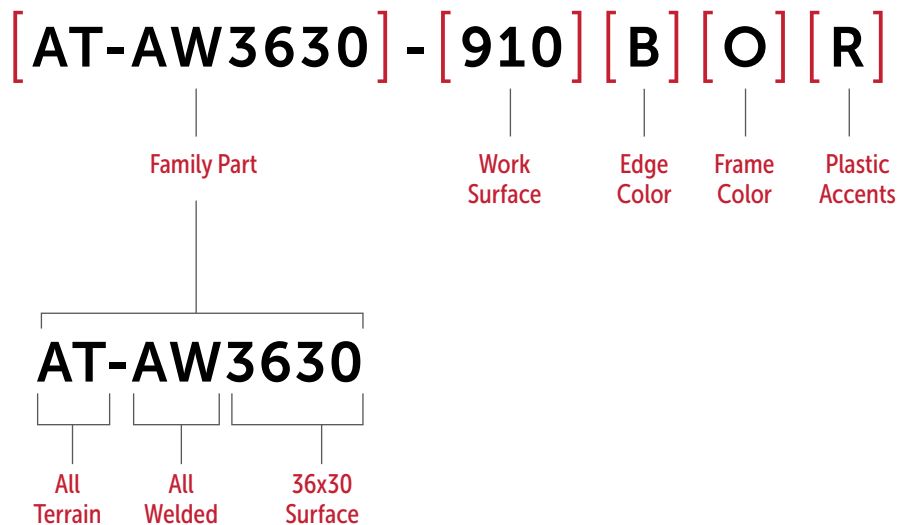 [AT-AW3630]-[910][B][O][R]
Family Part
Work
Surface
Edge
Color
Frame
Color
Plastic
Accents
AT-AW3630
All
Terrain
All
Welded
36x30
Surface